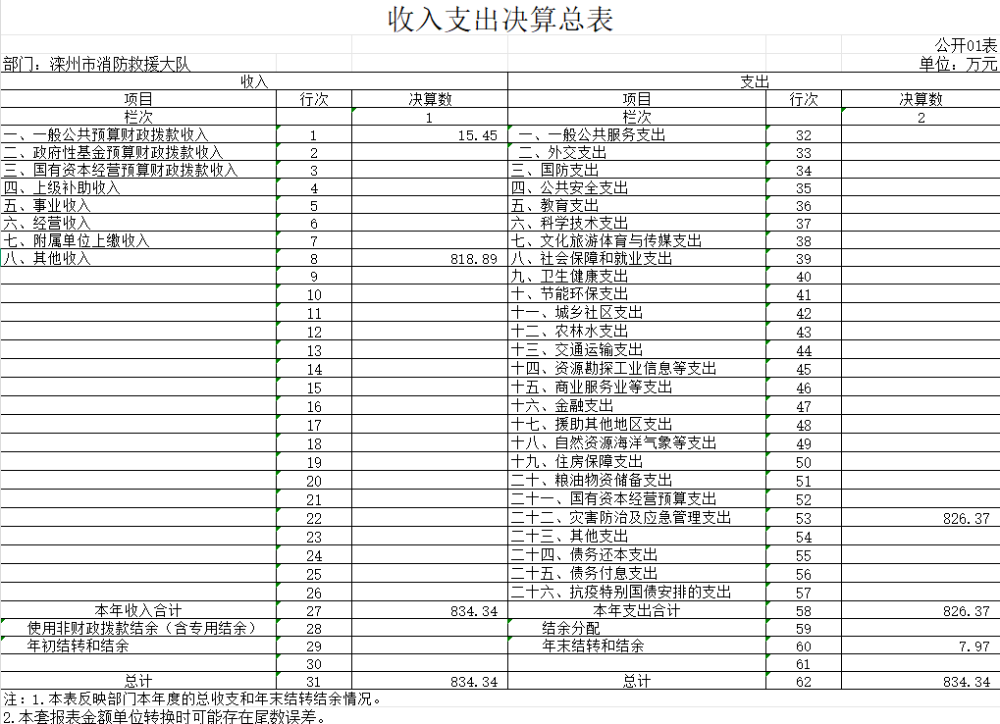 收入支出决算总表
公开01表
部门：滦州市消防救援大队 单位：万元
收入 支出
项目 行次 决算数 项目 行次 决算数
栏次 1 栏次 2
一、一般公共预算财政拨款收入 1 15.45 一、一般公共服务支出 32
二、政府性基金预算财政拨款收入 2 二、外交支出 33
三、国有资本经营预算财政拨款收入 3 三、国防支出 34
四、上级补助收入 4 四、公共安全支出 35
五、事业收入 5 五、教育支出 36
六、经营收入 6 六、科学技术支出 37
七、附属单位上缴收入 7 七、文化旅游体育与传媒支出 38
八、其他收入 8 818.89 八、社会保障和就业支出 39
9 九、卫生健康支出 40
10 十、节能环保支出 41
11 十一、城乡社区支出 42
12 十二、农林水支出 43
13 十三、交通运输支出 44
14 十四、资源勘探工业信息等支出 45
15 十五、商业服务业等支出 46
16 十六、金融支出 47
17 十七、援助其他地区支出 48
18 十八、自然资源海洋气象等支出 49
19 十九、住房保障支出 50
20 二十、粮油物资储备支出 51
21 二十一、国有资本经营预算支出 52
22 二十二、灾害防治及应急管理支出 53 826.37
23 二十三、其他支出 54
24 二十四、债务还本支出 55
25 二十五、债务付息支出 56
26 二十六、抗疫特别国债安排的支出 57
本年收入合计 27 834.34 本年支出合计 58 826.37
使用非财政拨款结余（含专用结余） 28 结余分配 59
年初结转和结余 29 年末结转和结余 60 7.97
30 61
总计 31 834.34 总计 62 834.34
注：1.本表反映部门本年度的总收支和年末结转结余情况。
2.本套报表金额单位转换时可能存在尾数误差。